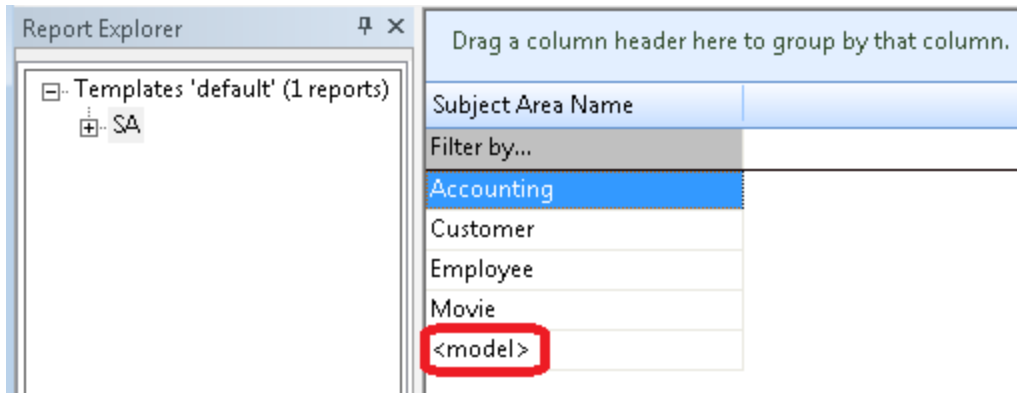 Report Explorer
Templates 'default' (1 reports)
SA
Drag a column header here to group by that column.
Subject Area Name
Filter by...
Accounting
Customer
Employee
Movie
<model>